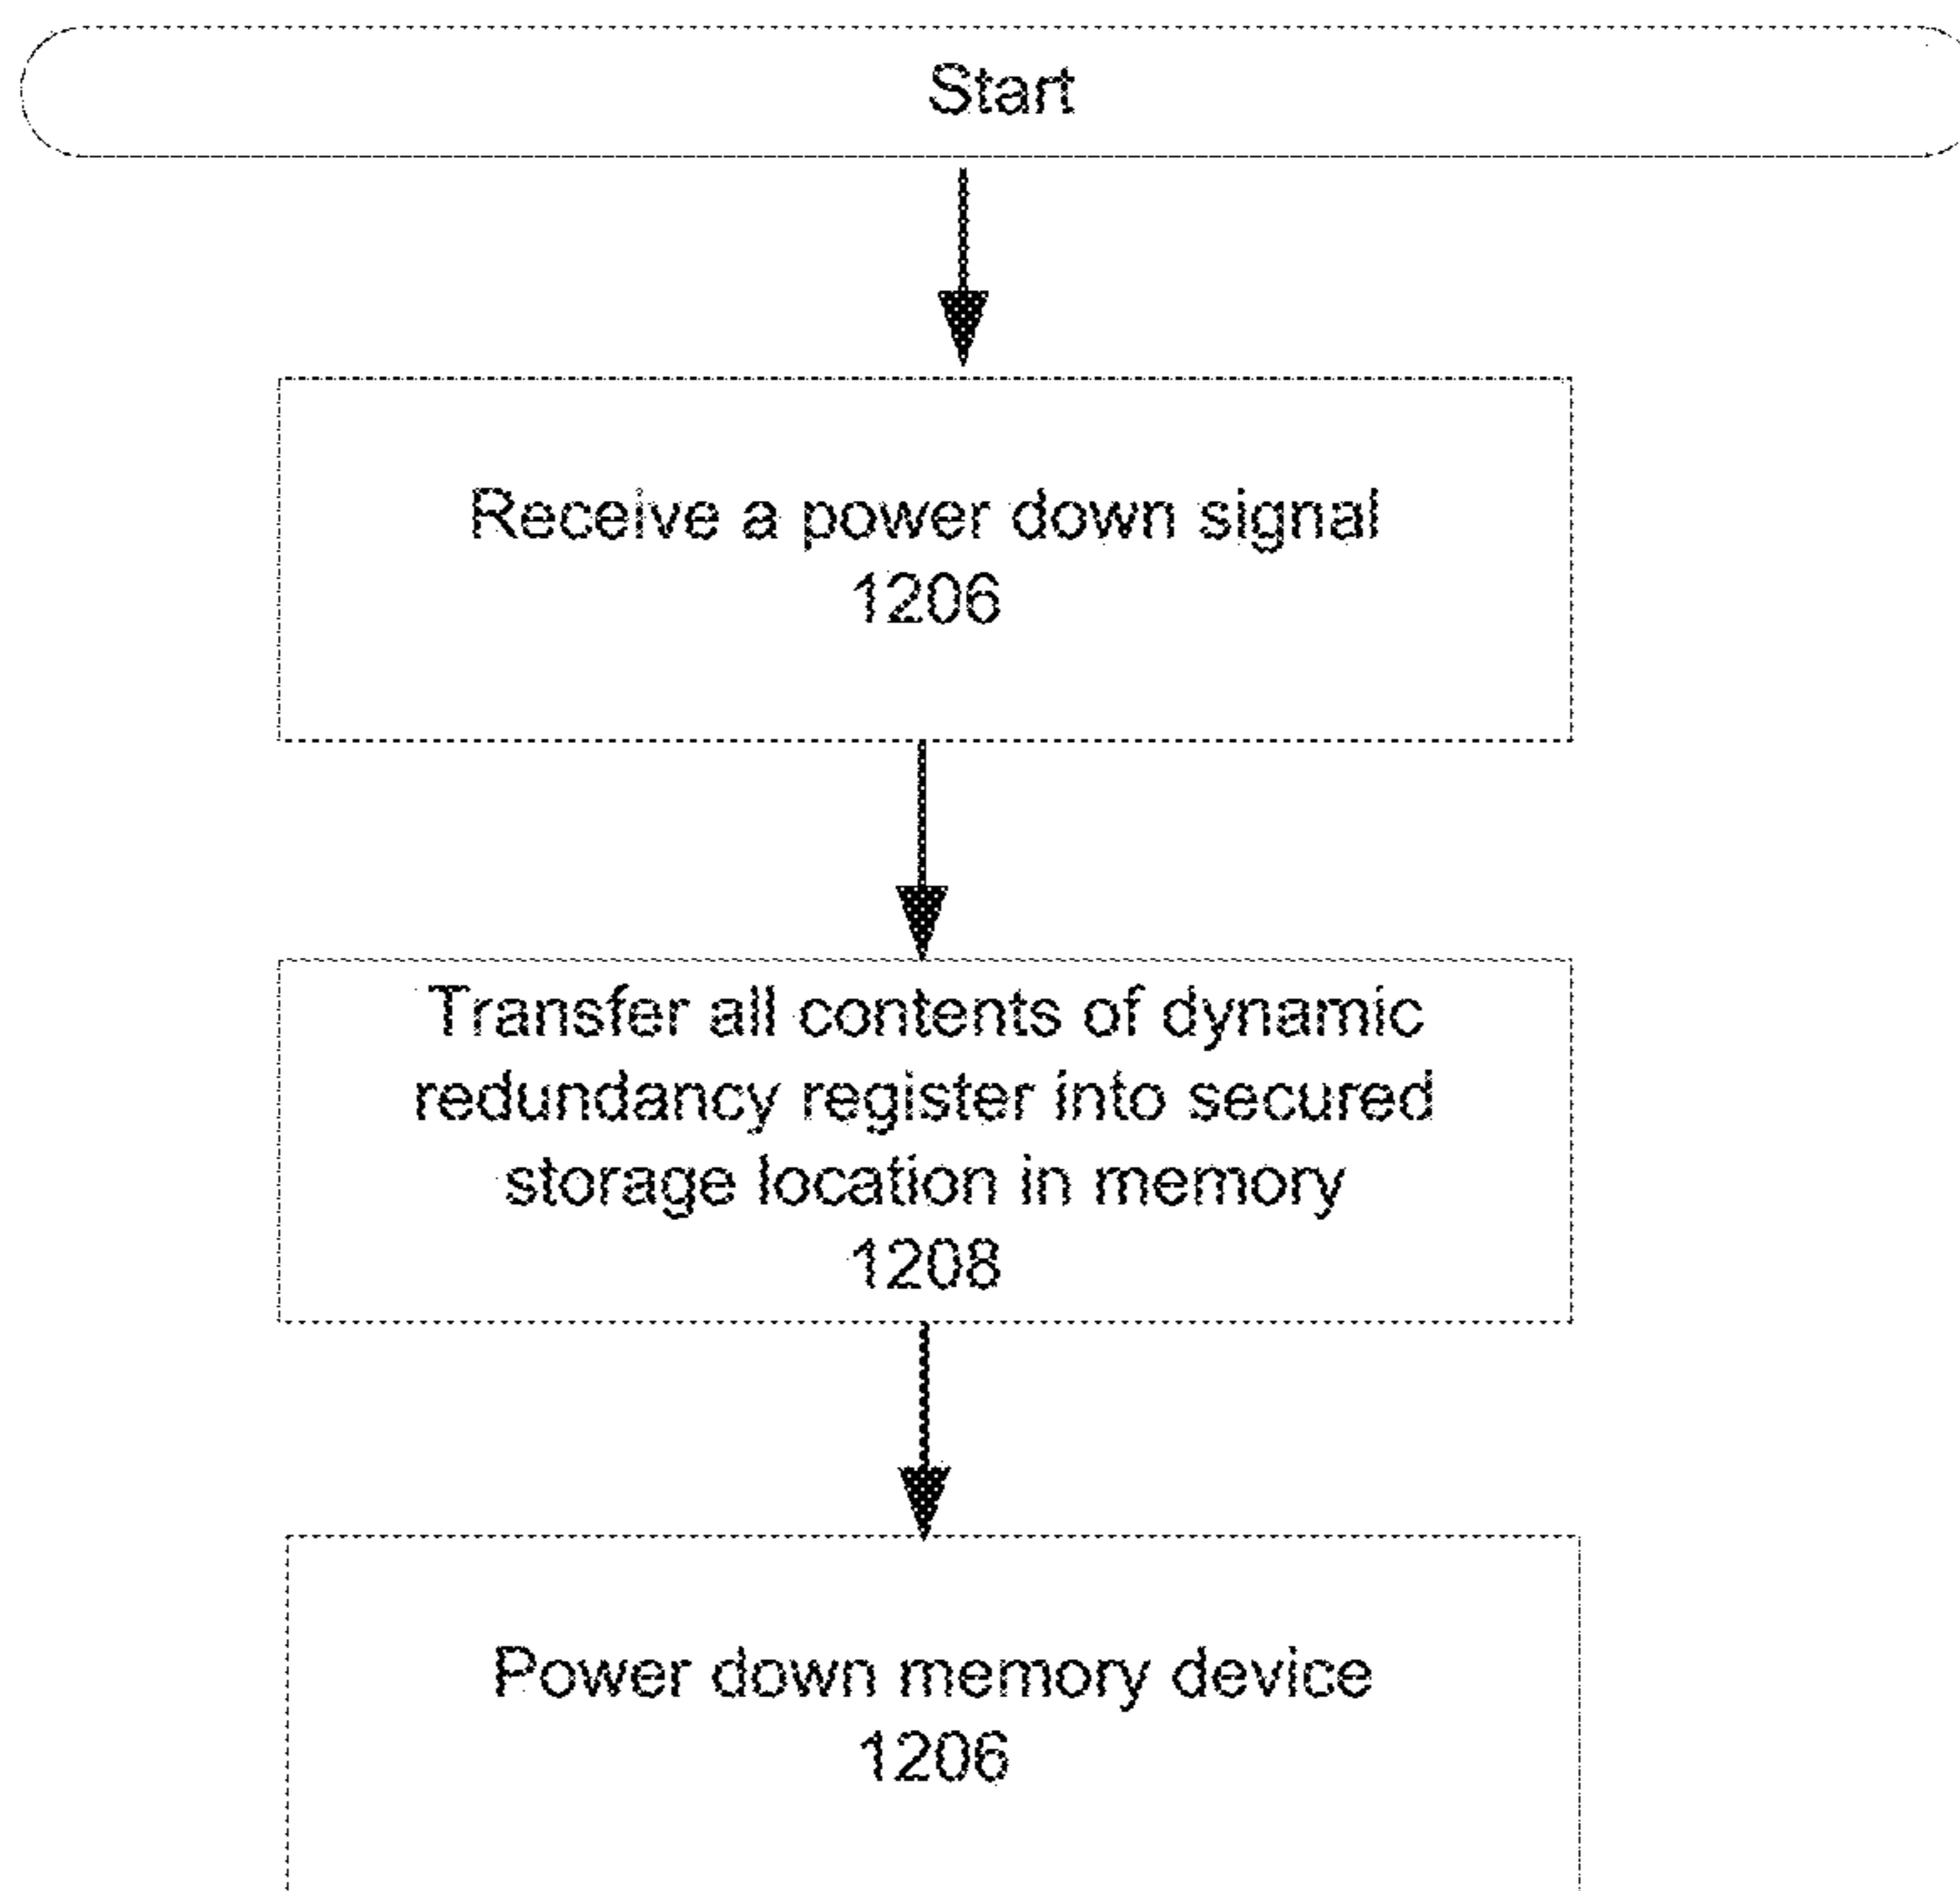 Start
Receive a power down signal
1206
Transfer all contents of dynamic
redundancy register into secured
storage location in memory
1208
Power down memory device
1206